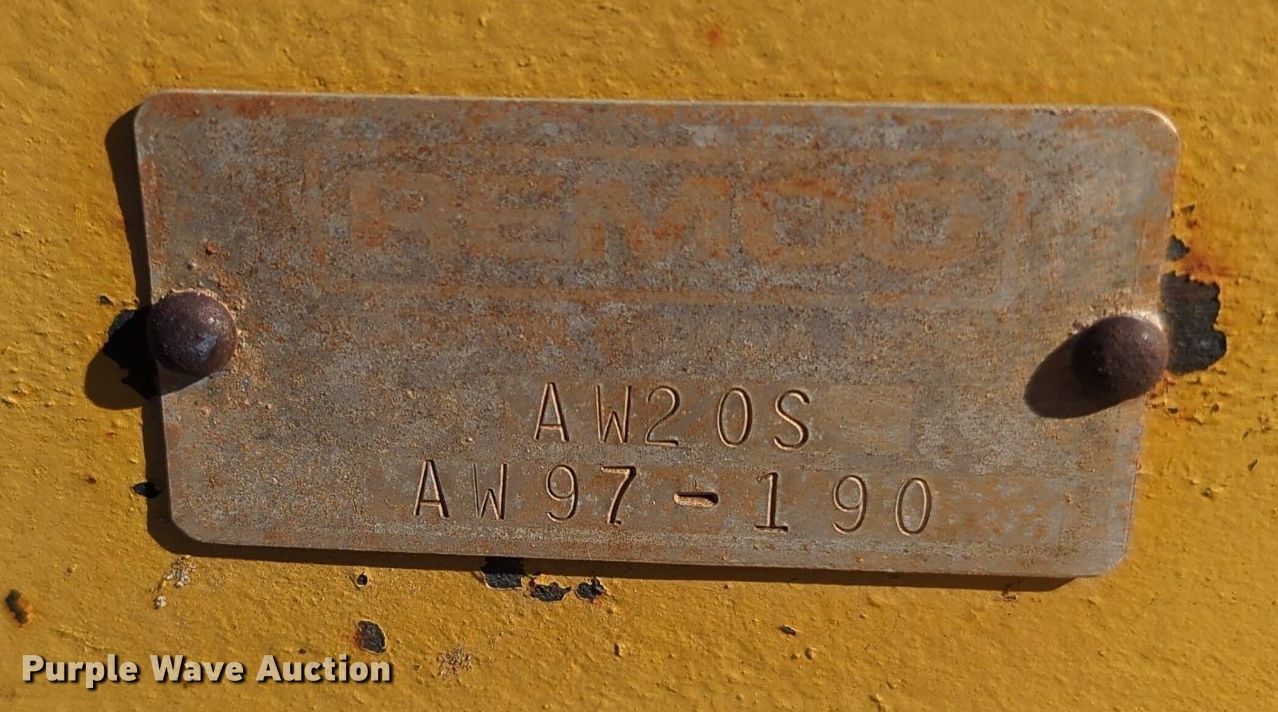 REMCO
AW20S
AW97-190
Purple Wave Auction